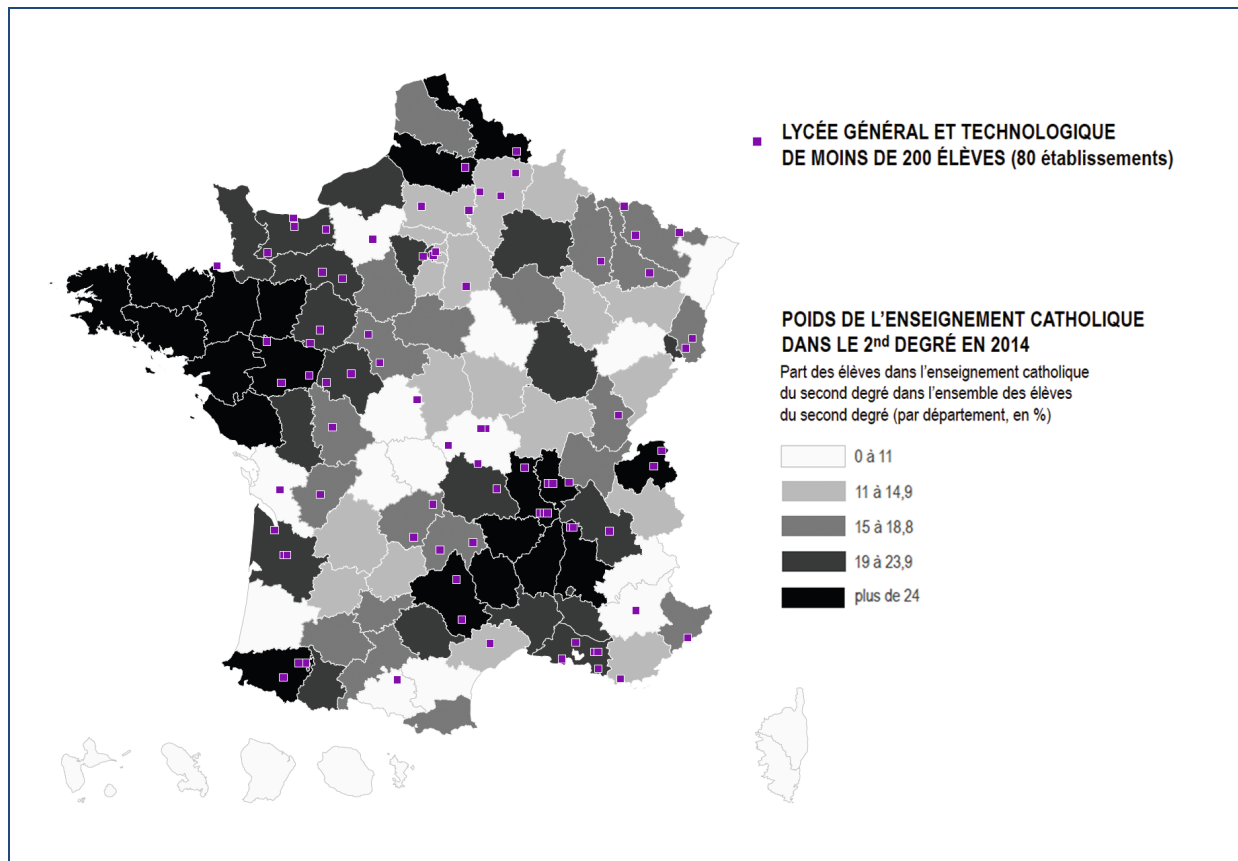 LYCÉE GÉNÉRAL ET TECHNOLOGIQUE
DE MOINS DE 200 ÉLÈVES (80 établissements)
POIDS DE L'ENSEIGNEMENT CATHOLIQUE
DANS LE 2nd DEGRÉ EN 2014
Part des élèves dans l'enseignement catholique
du second degré dans l'ensemble des élèves
du second degré (par département, en %)
0 à 11
11 à 14,9
15 à 18,8
19 à 23,9
plus de 24